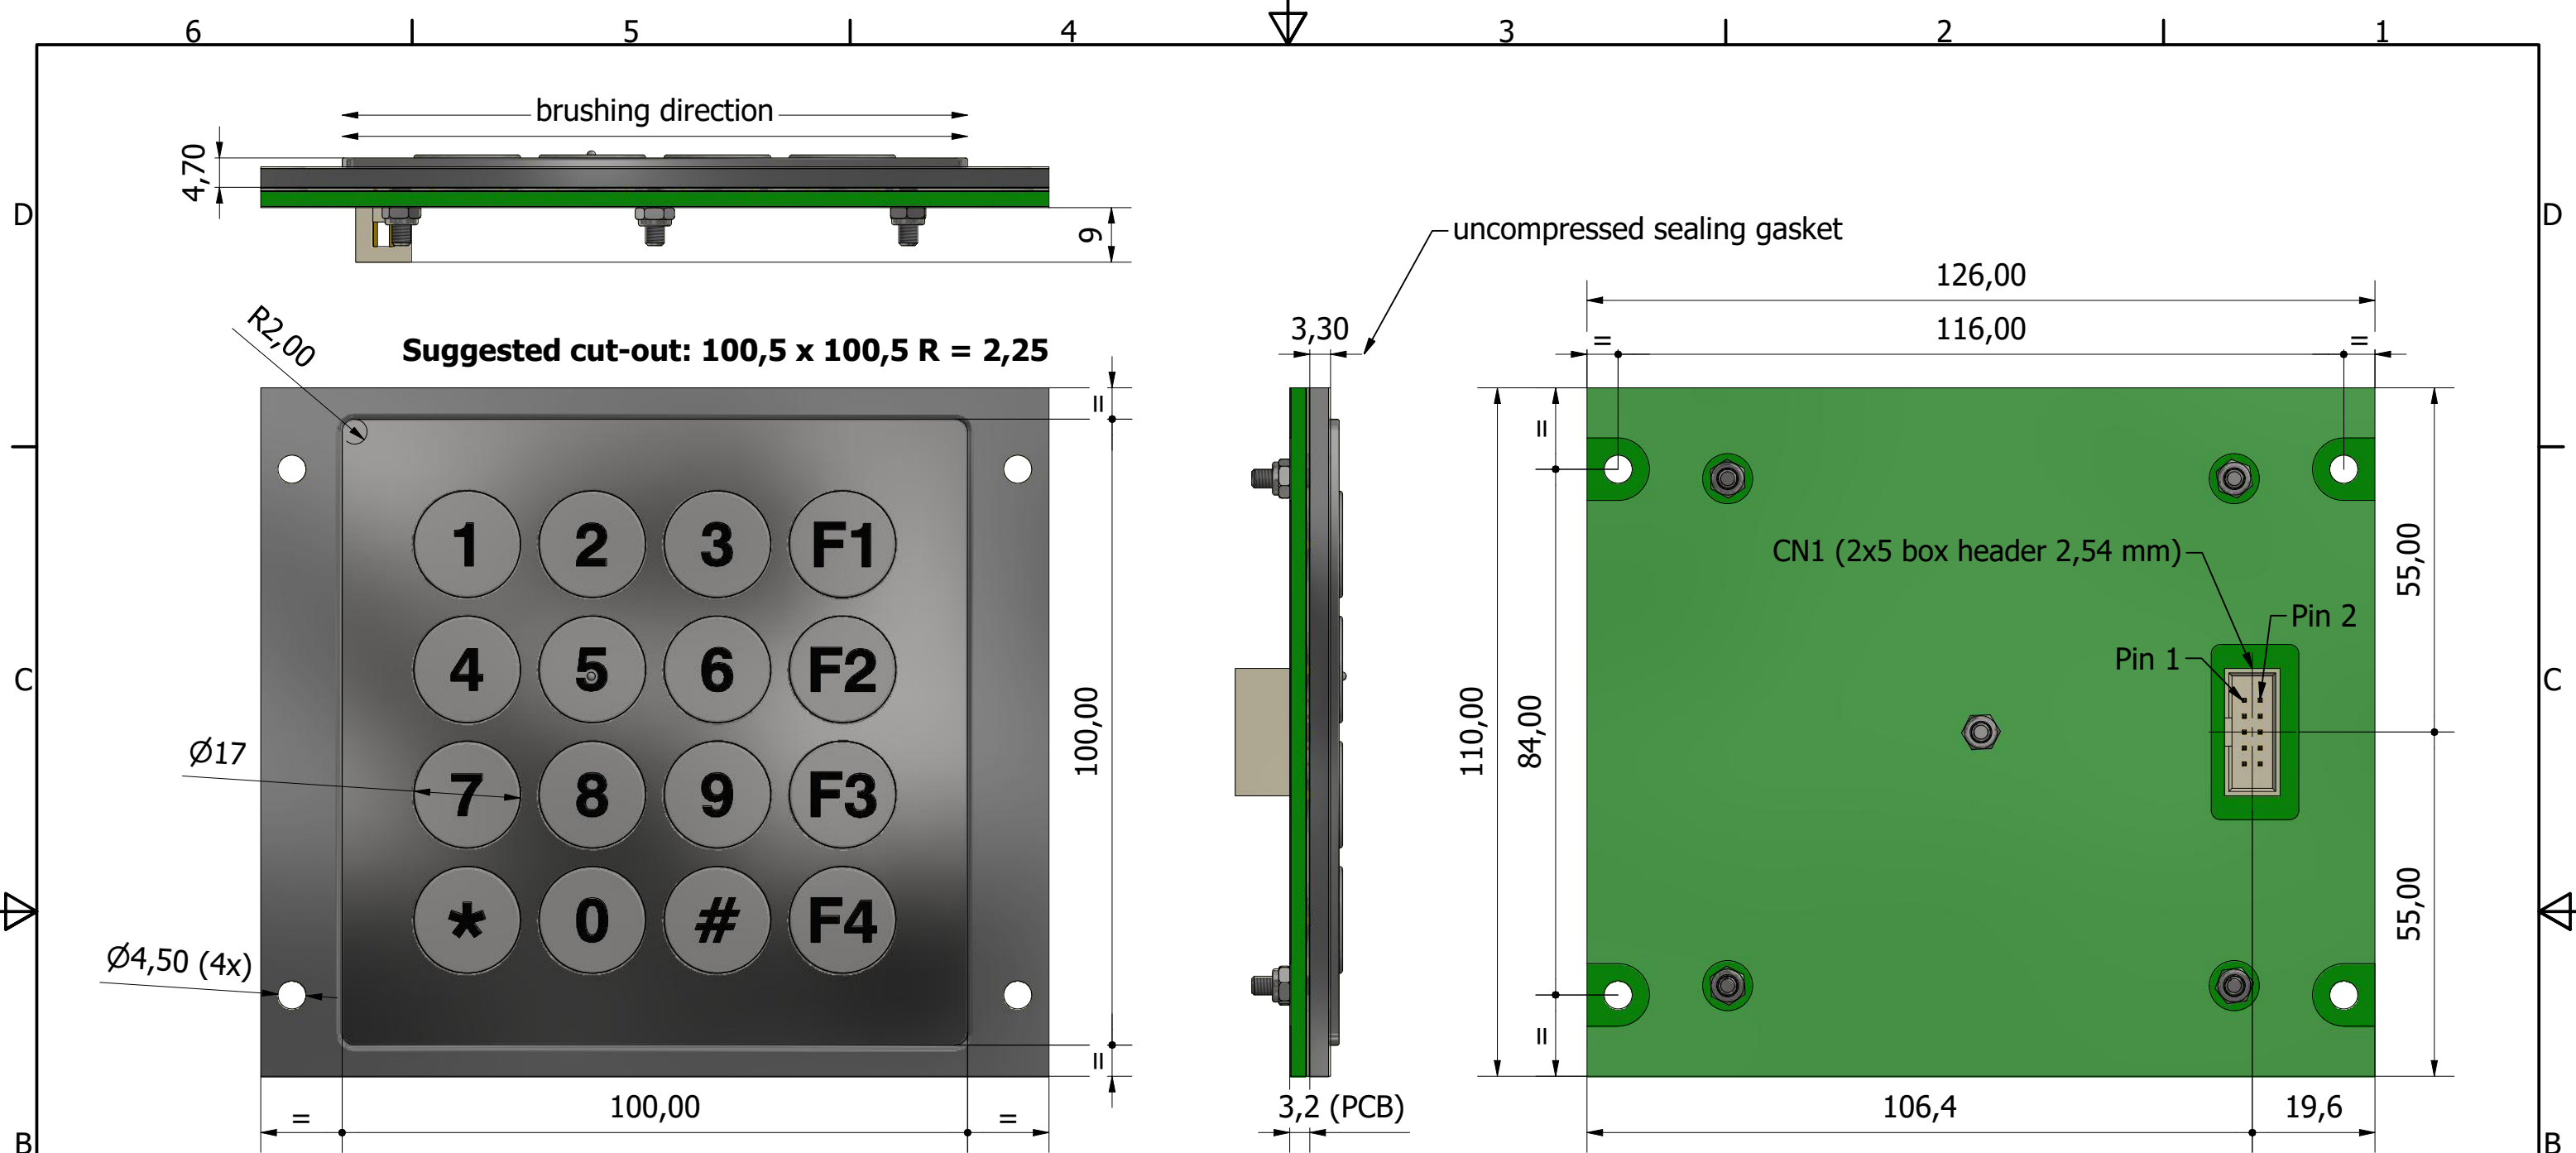 6 5 4 3 2 1
brushing direction
4,70
D
D
9
uncompressed sealing gasket
126,00
R2,00
Suggested cut-out: 100,5 x 100,5 R = 2,25
3,30
116,00
= =
=
=
1 2 3 F1
CN1 (2x5 box header 2,54 mm)
55,00
Pin 2
4 5 6 F2
Pin 1
C
C
100,00
110,00
84,00
Ø17
7 8 9 F3
* 0 # F4
55,00
Ø4,50 (4x)
=
=
= 100,00 =
3,2 (PCB)
106,4
19,6
B
B